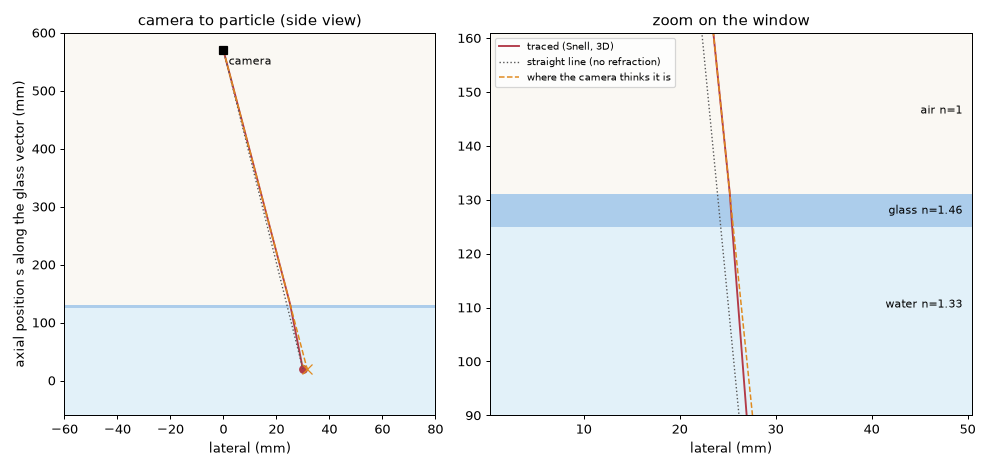 camera to particle (side view)
600
500
400
300
200
100
0
−60
−40
−20
0
20
40
60
80
axial position s along the glass vector (mm)
lateral (mm)
camera
zoom on the window
160
150
140
130
120
110
100
90
10
20
30
40
50
lateral (mm)
traced (Snell, 3D)
straight line (no refraction)
where the camera thinks it is
air n=1
glass n=1.46
water n=1.33